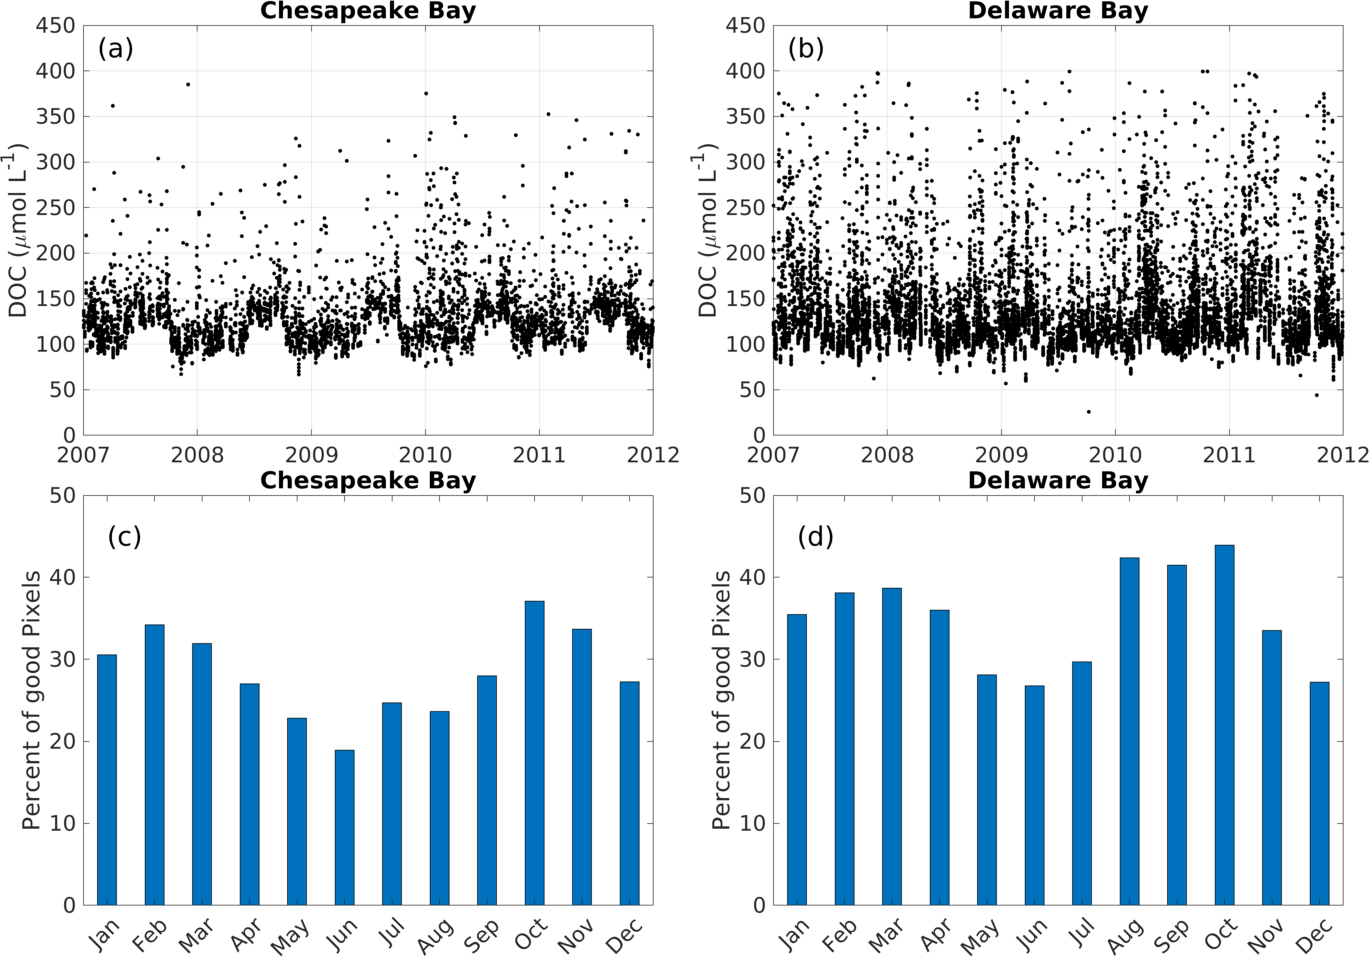 Chesapeake Bay
(a)
DOC (μmol L-1)
450
400
350
300
250
200
150
100
50
0
2007 2008 2009 2010 2011 2012
Delaware Bay
(b)
DOC (μmol L-1)
450
400
350
300
250
200
150
100
50
0
2007 2008 2009 2010 2011 2012
Chesapeake Bay
(c)
Percent of good Pixels
50
40
30
20
10
0
Jan Feb Mar Apr May Jun Jul Aug Sep Oct Nov Dec
Delaware Bay
(d)
Percent of good Pixels
50
40
30
20
10
0
Jan Feb Mar Apr May Jun Jul Aug Sep Oct Nov Dec